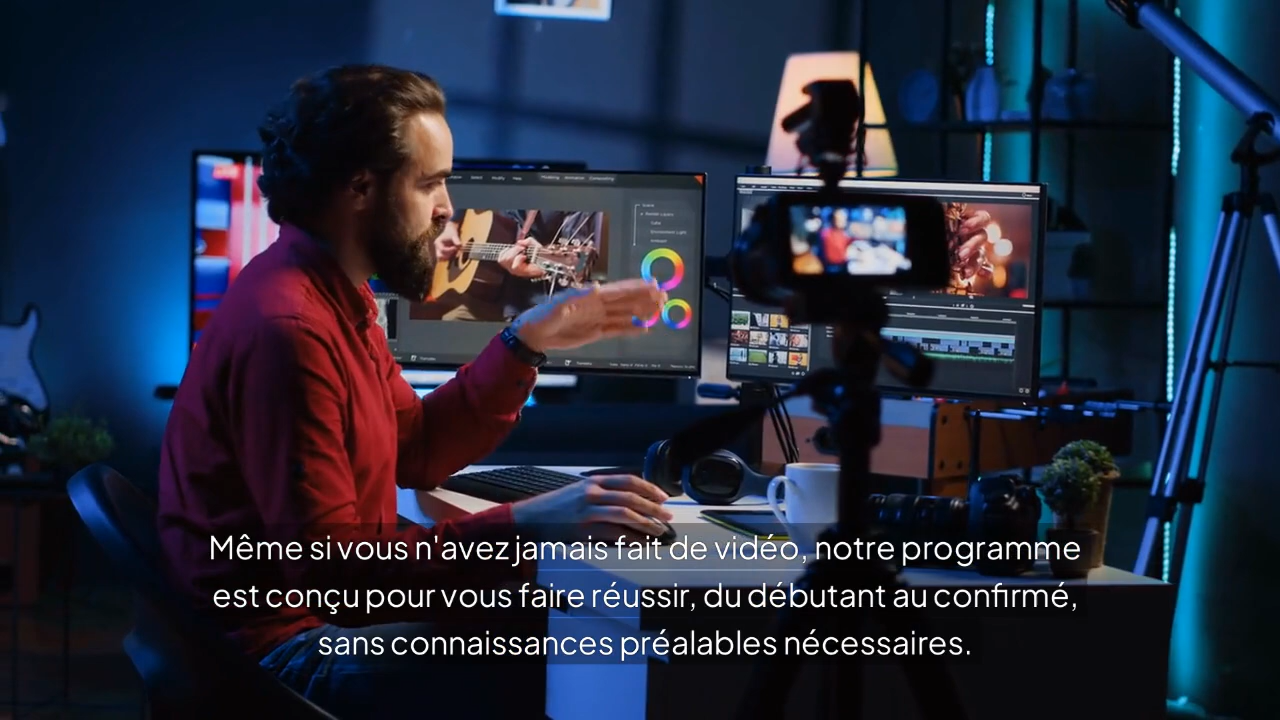 Même si vous n'avez jamais fait de vidéo, notre programme
est conçu pour vous faire réussir, du débutant au confirmé,
sans connaissances préalables nécessaires.